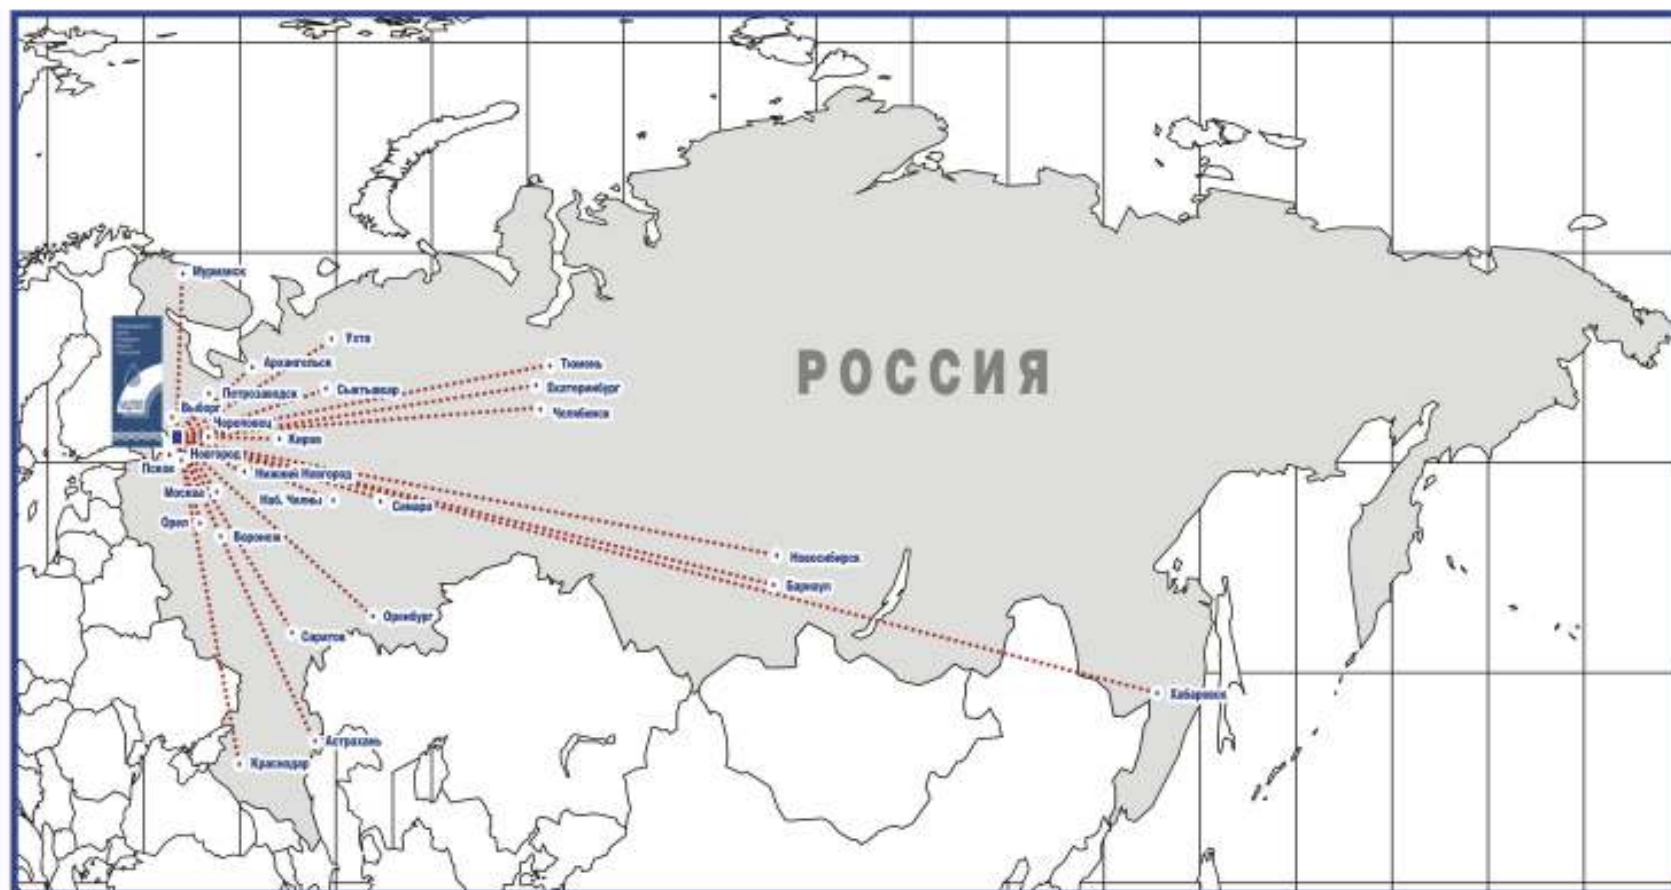 Мурманск
Ухта
Архангельск
Тюмень
РОССИЯ
Петрозаводск
Сыктывкар
Екатеринбург
Выборг
Челябинск
Череповец
Киров
Новгород
Псков
Нижний Новгород
Москва
Наб. Челны
Самара
Орел
Воронеж
Новосибирск
Барнаул
Оренбург
Саратов
Хабаровск
Астрахань
Краснодар